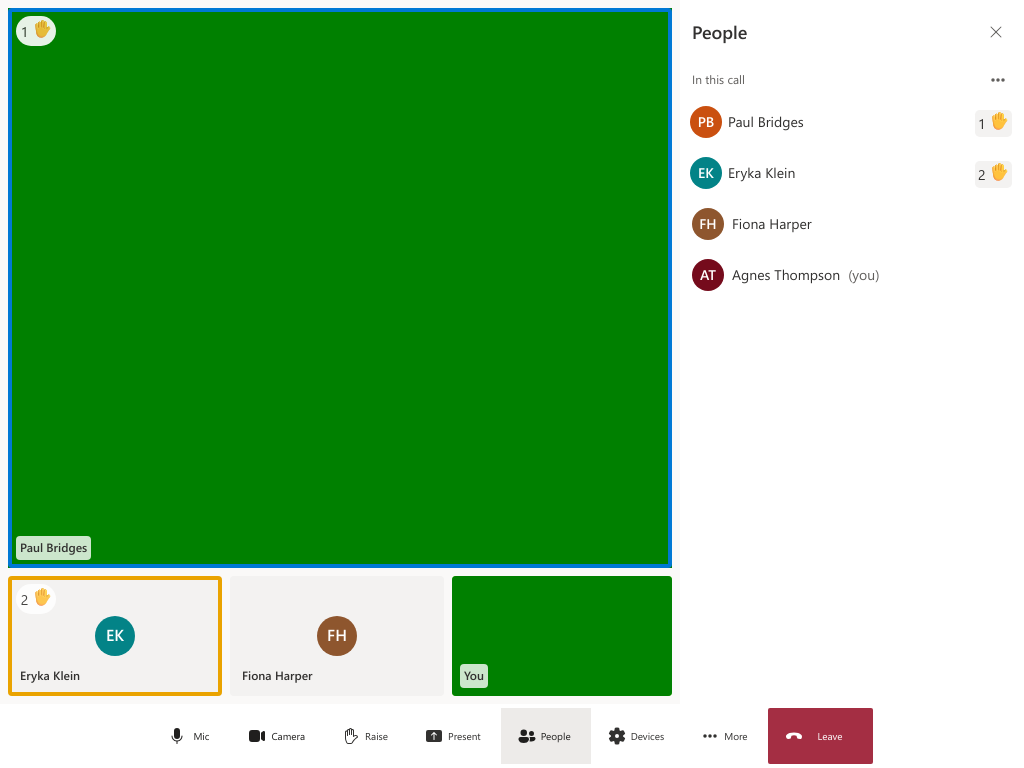 1
Paul Bridges
2
EK
Eryka Klein
FH
Fiona Harper
You
People
In this call
PB Paul Bridges 1
EK Eryka Klein 2
FH Fiona Harper
AT Agnes Thompson (you)
Mic Camera Raise Present People Devices More Leave